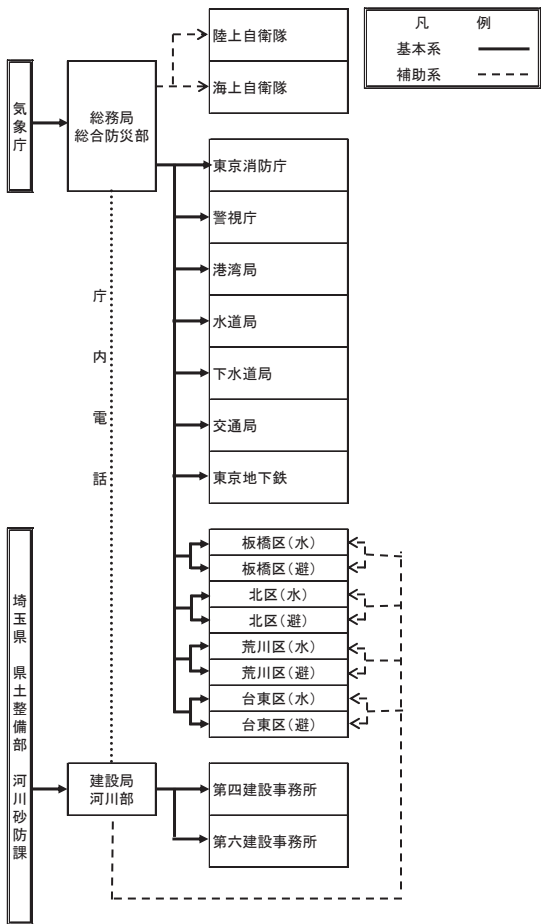 凡 例
基本系
補助系
陸上自衛隊
海上自衛隊
気象庁
総務局
総合防災部
東京消防庁
警視庁
港湾局
水道局
下水道局
交通局
東京地下鉄
庁内電話
板橋区(水)
板橋区(避)
北区(水)
北区(避)
荒川区(水)
荒川区(避)
台東区(水)
台東区(避)
埼玉県 県土整備部 河川砂防課
建設局
河川部
第四建設事務所
第六建設事務所